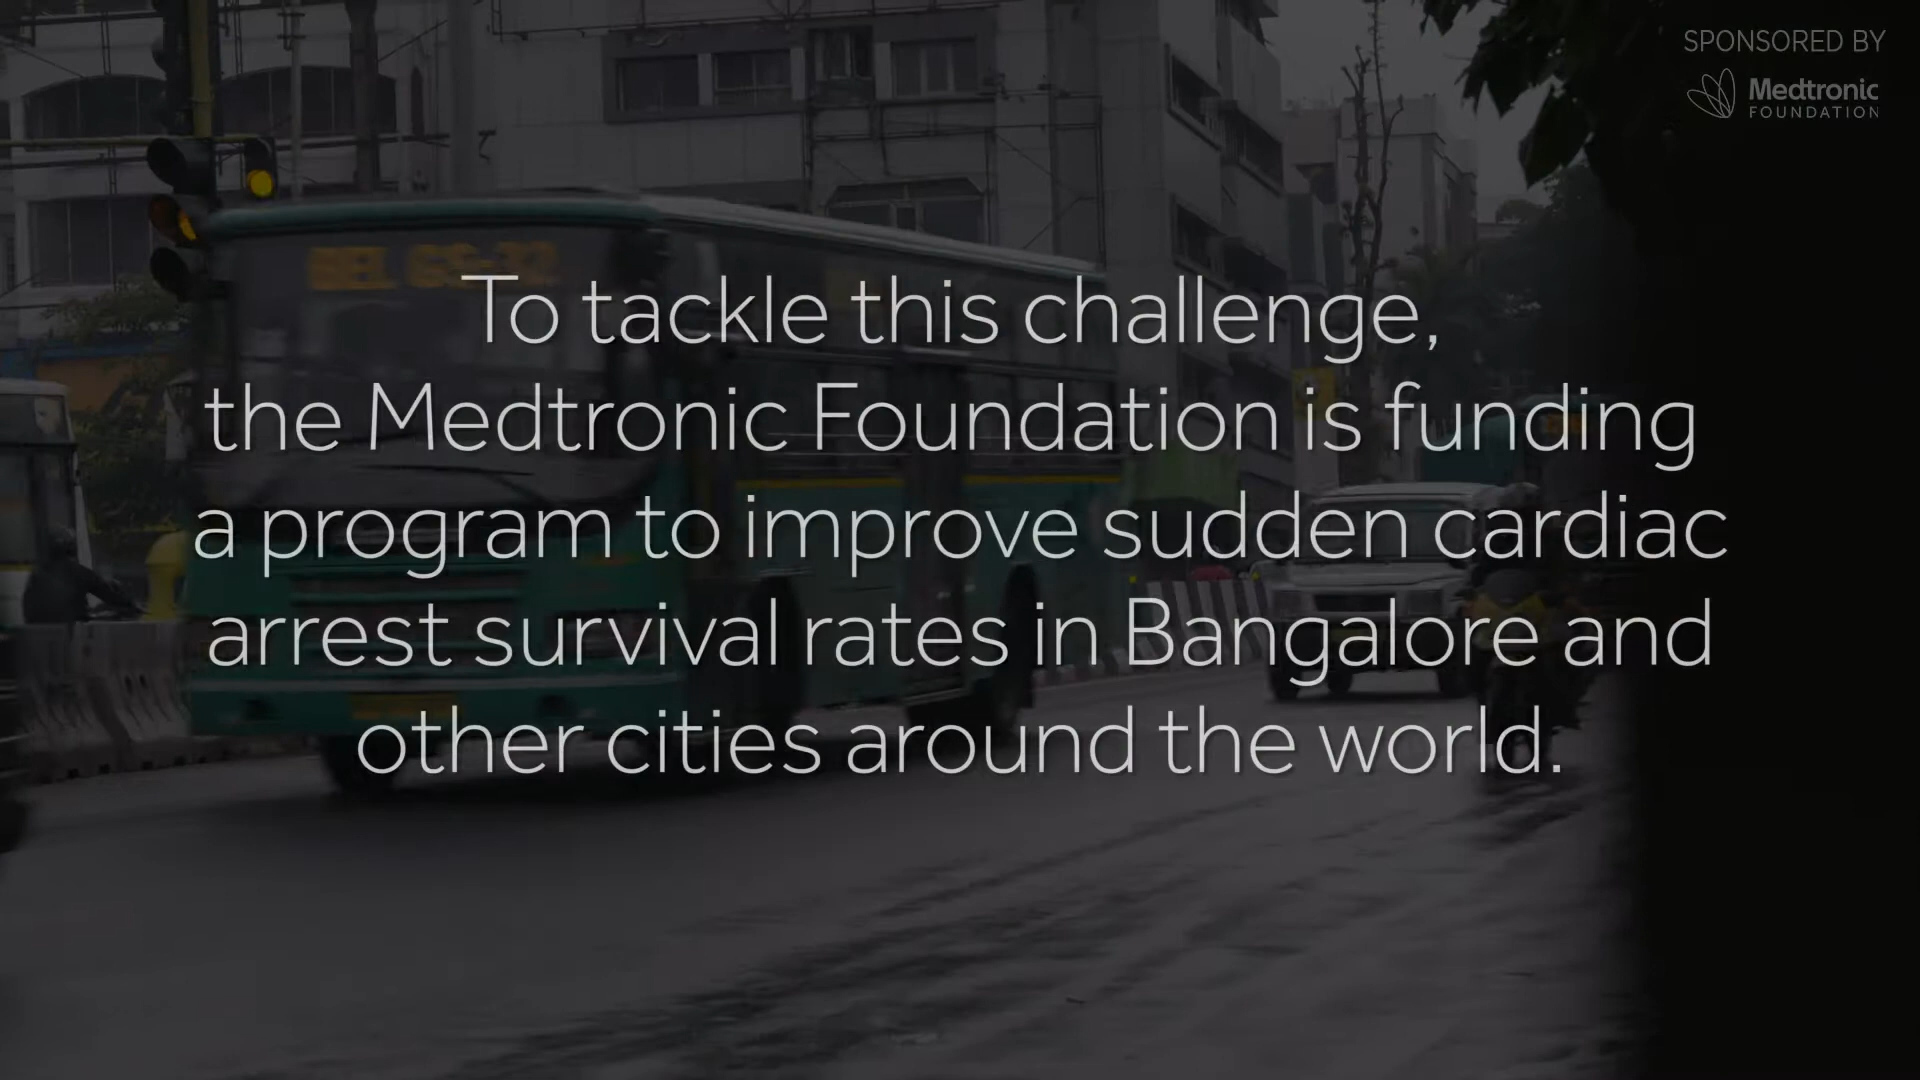 SPONSORED BY
Medtronic
FOUNDATION
To tackle this challenge,
the Medtronic Foundation is funding
a program to improve sudden cardiac
arrest survival rates in Bangalore and
other cities around the world.